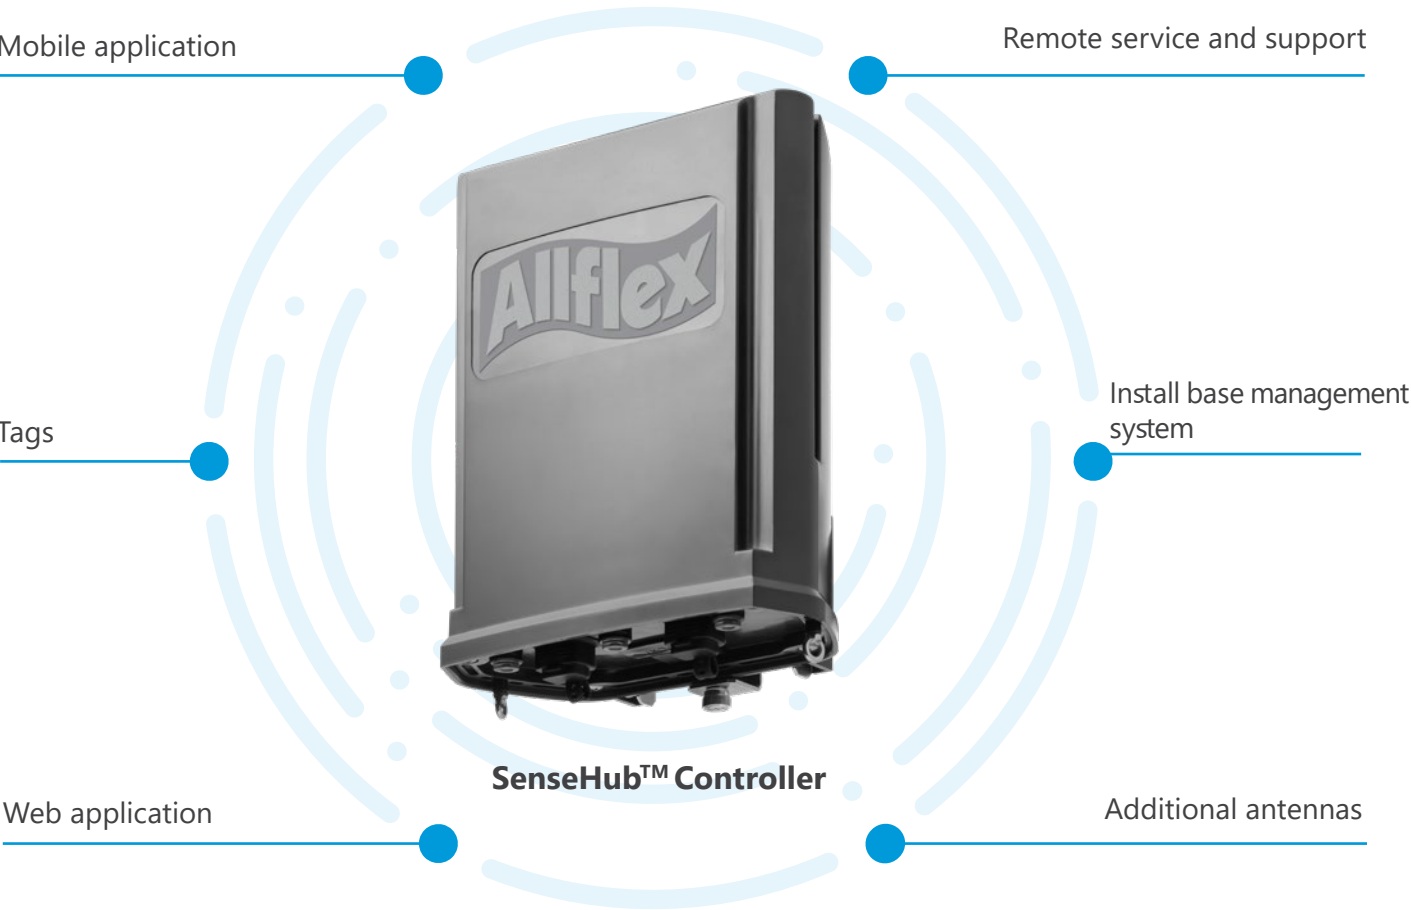 Mobile application
Remote service and support
Allflex
Install base management
system
Tags
SenseHub™ Controller
Web application
Additional antennas